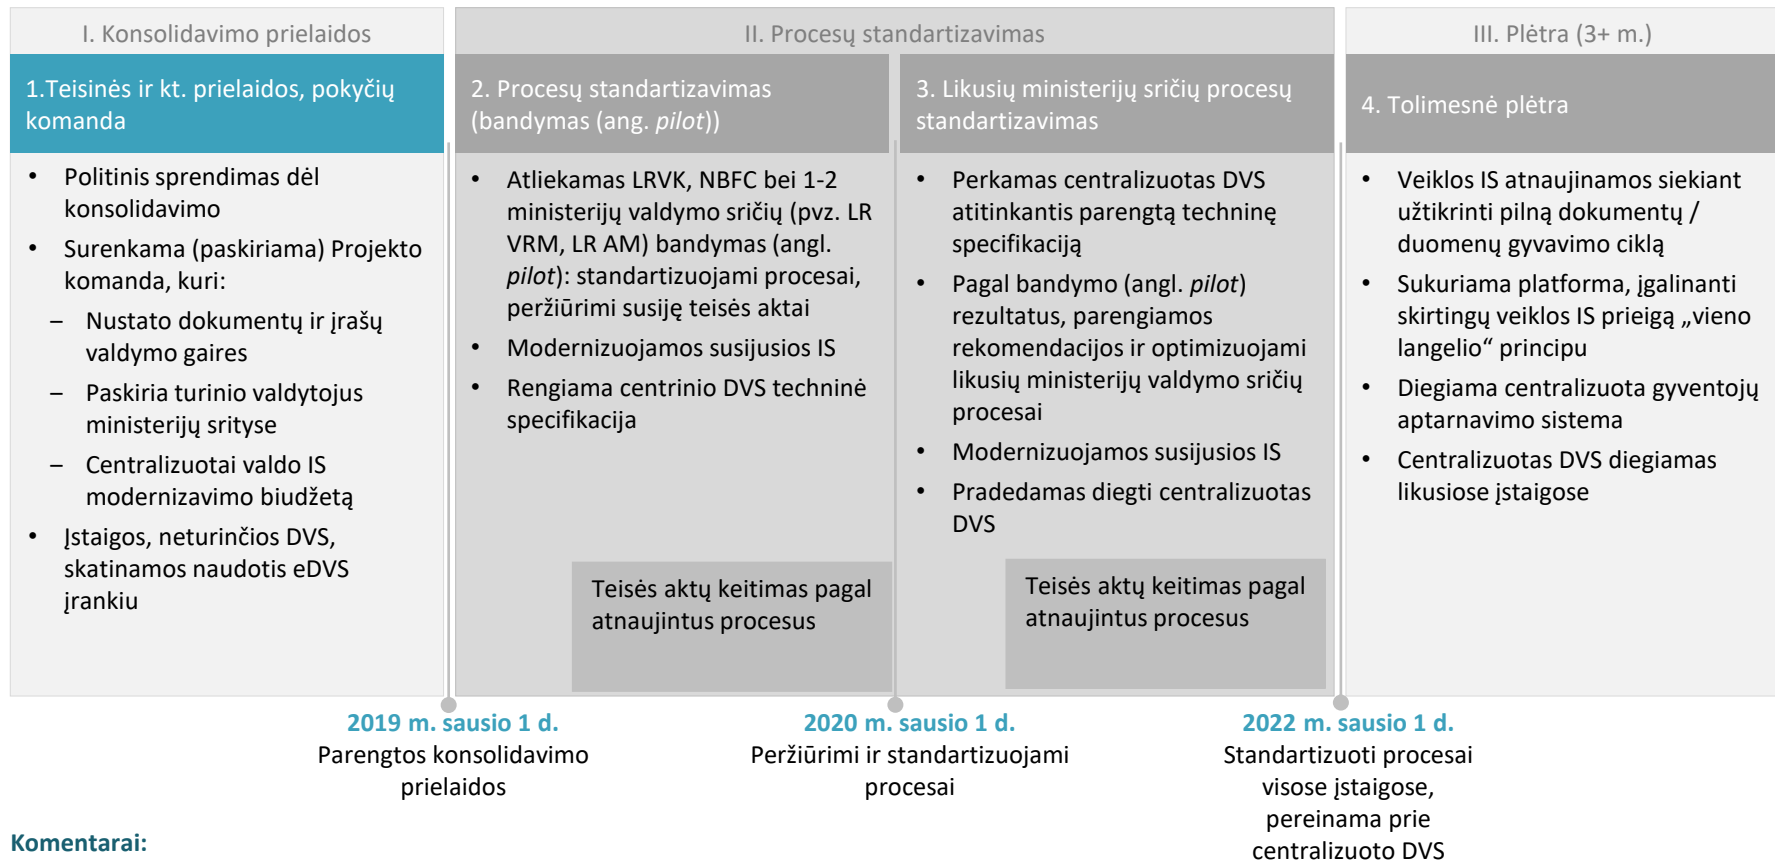 I. Konsolidavimo prielaidos
II. Procesų standartizavimas
III. Plėtra (3+ m.)
1.Teisinės ir kt. prielaidos, pokyčių
komanda
• Politinis sprendimas dėl
konsolidavimo
• Surenkama (paskiriama) Projekto
komanda, kuri:
– Nustato dokumentų ir įrašų
valdymo gaires
– Paskiria turinio valdytojus
ministerijų srityse
– Centralizuotai valdo IS
modernizavimo biudžetą
• Įstaigos, neturinčios DVS,
skatinamos naudotis eDVS
įrankiu
2. Procesų standartizavimas
(bandymas (ang. pilot))
• Atliekamas LRVK, NBFC bei 1-2
ministerijų valdymo sričių (pvz. LR
VRM, LR AM) bandymas (angl.
pilot): standartizuojami procesai,
peržiūrimi susiję teisės aktai
• Modernizuojamos susijusios IS
• Rengiama centrinio DVS techninė
specifikacija
Teisės aktų keitimas pagal
atnaujintus procesus
3. Likusių ministerijų sričių procesų
standartizavimas
• Perkamas centralizuotas DVS
atitinkantis parengtą techninę
specifikaciją
• Pagal bandymo (angl. pilot)
rezultatus, parengiamos
rekomendacijos ir optimizuojami
likusių ministerijų valdymo sričių
procesai
• Modernizuojamos susijusios IS
• Pradedamas diegti centralizuotas
DVS
Teisės aktų keitimas pagal
atnaujintus procesus
4. Tolimesnė plėtra
• Veiklos IS atnaujinamos siekiant
užtikrinti pilną dokumentų /
duomenų gyvavimo ciklą
• Sukuriama platforma, įgalinanti
skirtingų veiklos IS prieigą „vieno
langelio“ principu
• Diegiama centralizuota gyventojų
aptarnavimo sistema
• Centralizuotas DVS diegiamas
likusiose įstaigose
2019 m. sausio 1 d.
Parengtos konsolidavimo
prielaidos
2020 m. sausio 1 d.
Peržiūrimi ir standartizuojami
procesai
2022 m. sausio 1 d.
Standartizuoti procesai
visose įstaigose,
pereinama prie
centralizuoto DVS
Komentarai: